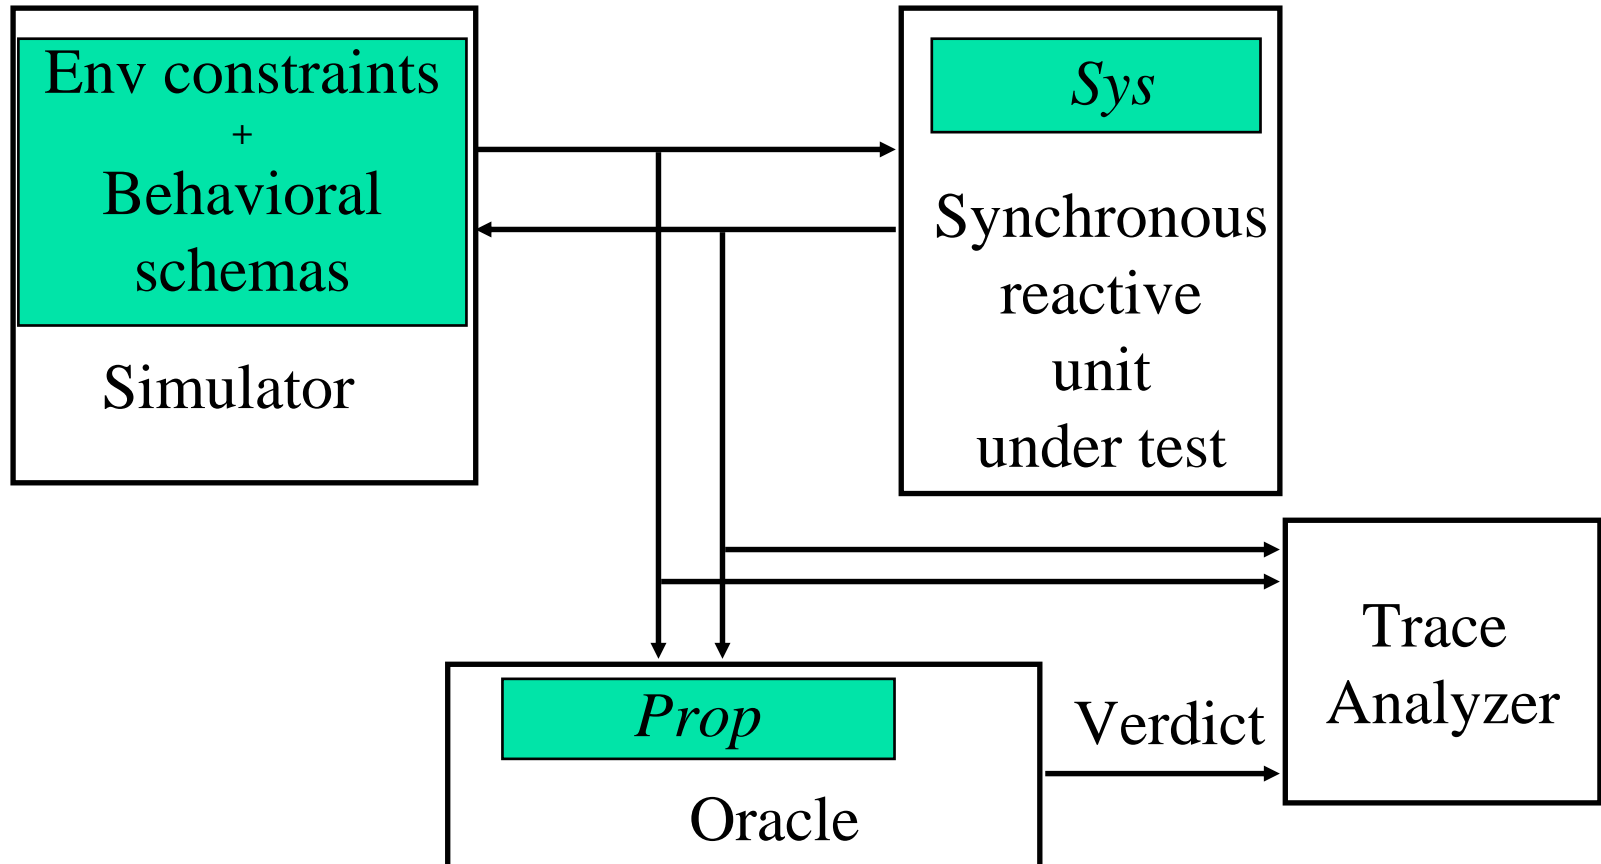 Env constraints
+
Behavioral
schemas
Simulator
Sys
Synchronous
reactive
unit
under test
Trace
Analyzer
Prop
Oracle
Verdict